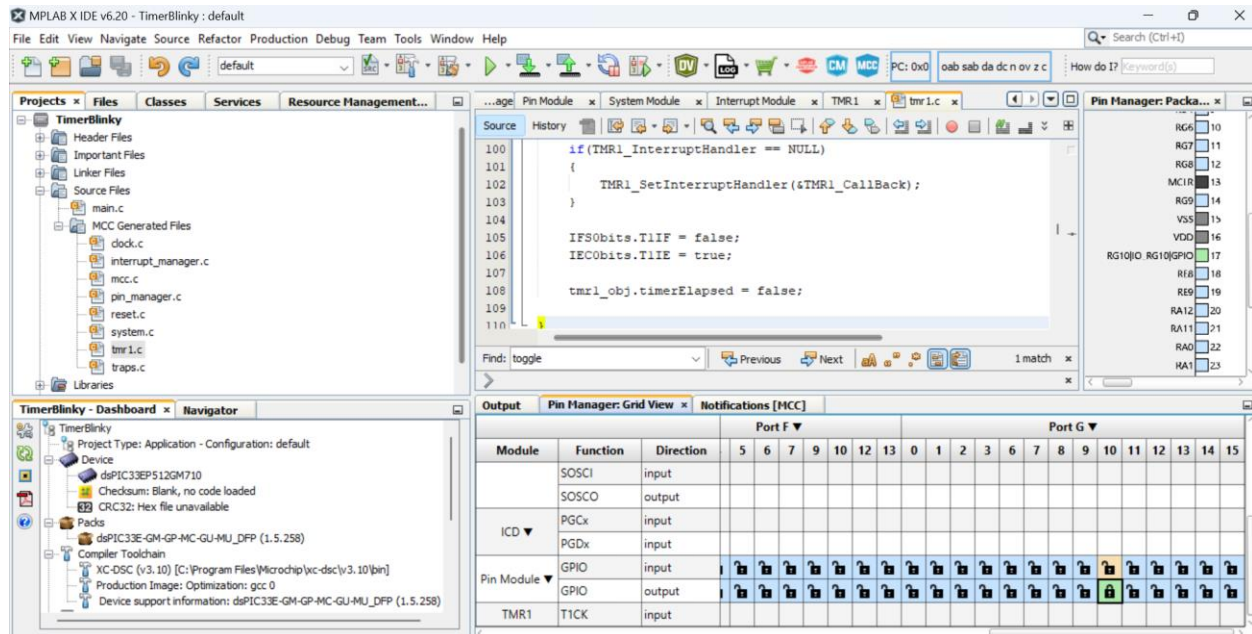 MPLAB X IDE v6.20 - TimerBlinky : default
File Edit View Navigate Source Refactor Production Debug Team Tools Window Help
Search (Ctrl+I)
default
PC: 0x0
oab sab da dc n ov z c
How do I? Keyword(s)
Projects Files Classes Services Resource Management...
TimerBlinky
Header Files
Important Files
Linker Files
Source Files
main.c
MCC Generated Files
clock.c
interrupt_manager.c
mcc.c
pin_manager.c
reset.c
system.c
tmr1.c
traps.c
Libraries
...age Pin Module System Module Interrupt Module TMR1 tmr1.c
Source History
100 if(TMR1_InterruptHandler == NULL)
101 {
102 TMR1_SetInterruptHandler(&TMR1_CallBack);
103 }
104
105 IFS0bits.T1IF = false;
106 IEC0bits.T1IE = true;
107
108 tmr1_obj.timerElapsed = false;
109
110 }
Find: toggle Previous Next 1 match
Pin Manager: Packa...
RG6 10
RG7 11
RG8 12
MCLR 13
RG9 14
VSS 15
VDD 16
RG10|IO_RG10|GPIO 17
RE8 18
RE9 19
RA12 20
RA11 21
RA0 22
RA1 23
TimerBlinky - Dashboard Navigator
TimerBlinky
Project Type: Application - Configuration: default
Device
dsPIC33EP512GM710
Checksum: Blank, no code loaded
CRC32: Hex file unavailable
Packs
dsPIC33E-GM-GP-MC-GU-MU_DFP (1.5.258)
Compiler Toolchain
XC-DSC (v3.10) [C:\Program Files\Microchip\xc-dsc\v3.10\bin]
Production Image: Optimization: gcc 0
Device support information: dsPIC33E-GM-GP-MC-GU-MU_DFP (1.5.258)
Output Pin Manager: Grid View Notifications [MCC]
Port F ▼ Port G ▼
Module Function Direction 5 6 7 9 10 12 13 0 1 2 3 6 7 8 9 10 11 12 13 14 15
SOSCI input
SOSCO output
ICD ▼
PGCx input
PGDx input
Pin Module ▼
GPIO input
GPIO output
TMR1 T1CK input